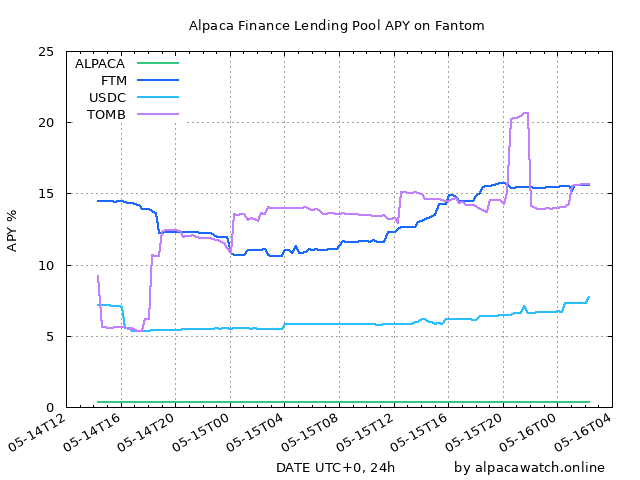 Alpaca Finance Lending Pool APY on Fantom
25
20
15
10
5
0
APY %
ALPACA
FTM
USDC
TOMB
05-14T12
05-14T16
05-14T20
05-15T00
05-15T04
05-15T08
05-15T12
05-15T16
05-15T20
05-16T00
05-16T04
DATE UTC+0, 24h
by alpacawatch.online